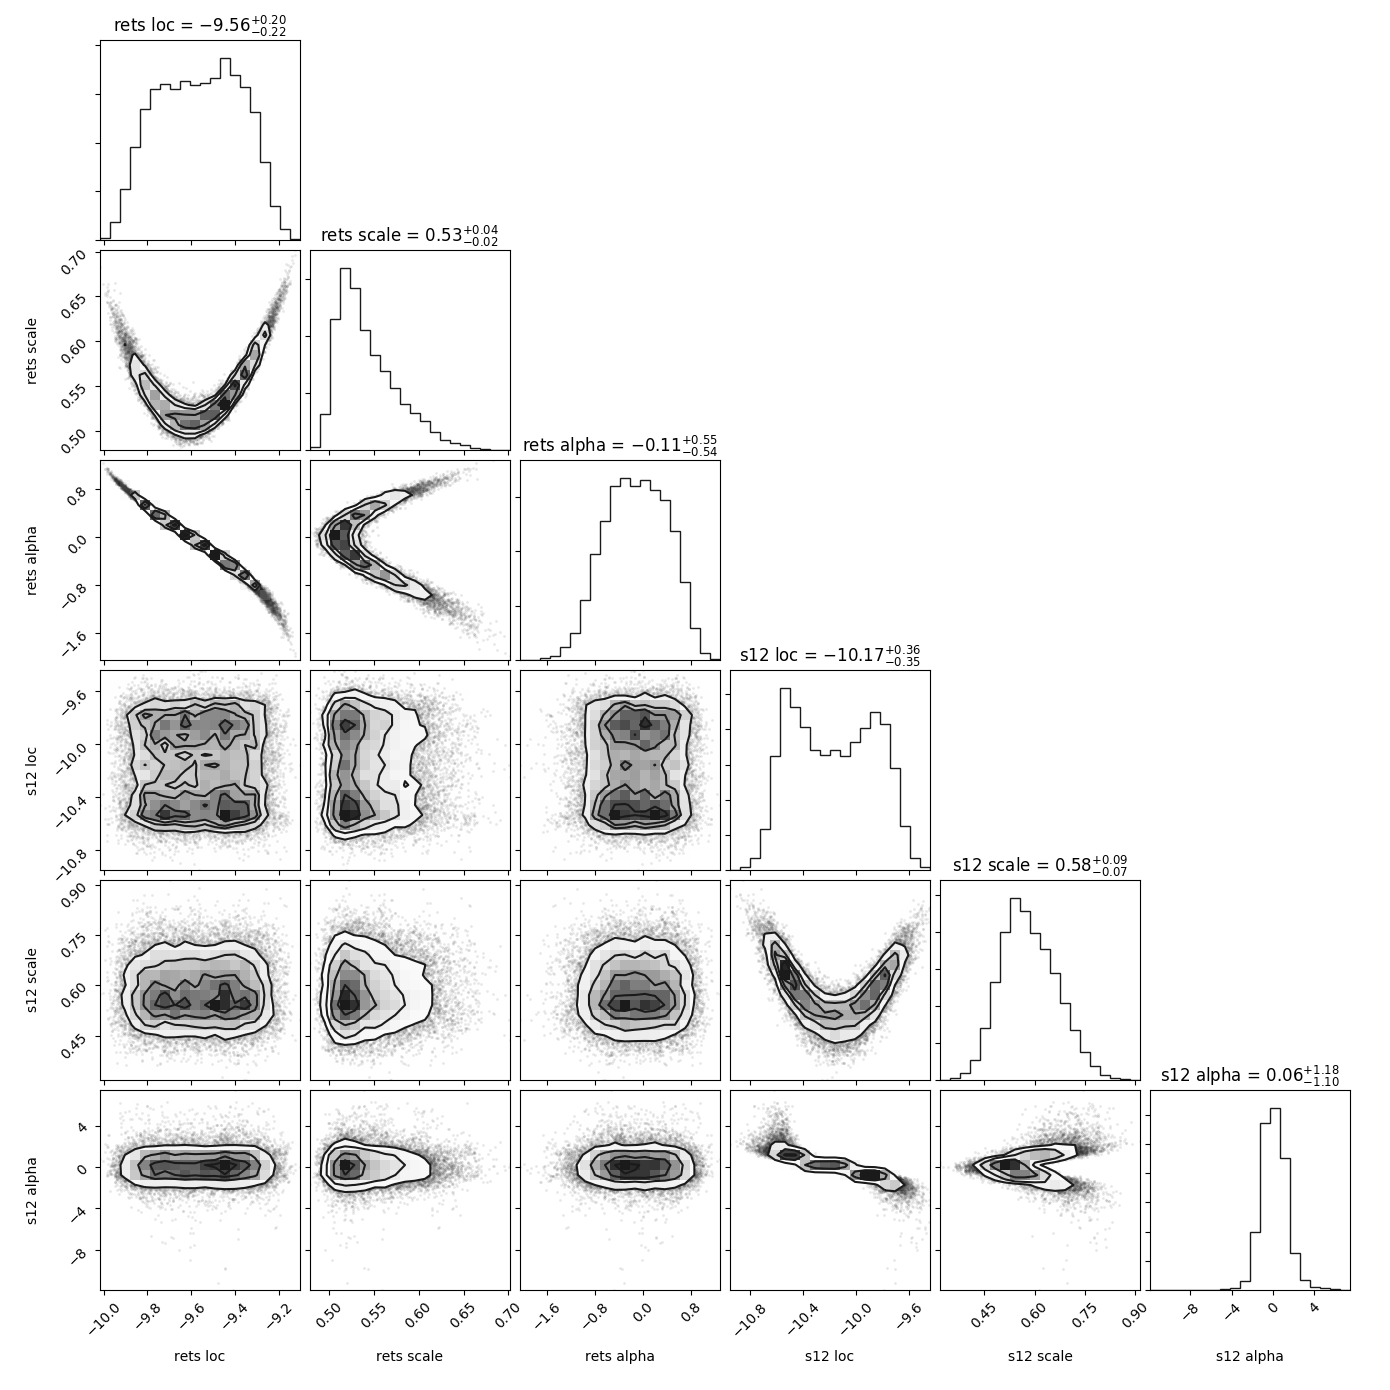 rets loc = −9.56+0.20−0.22
rets scale = 0.53+0.04−0.02
0.70
0.65
0.60
0.55
0.50
rets scale
rets alpha = −0.11+0.55−0.54
0.8
0.0
−0.8
−1.6
rets alpha
s12 loc = −10.17+0.36−0.35
−9.6
−10.0
−10.4
−10.8
s12 loc
s12 scale = 0.58+0.09−0.07
0.90
0.75
0.60
0.45
s12 scale
s12 alpha = 0.06+1.18−1.10
4
0
−4
−8
s12 alpha
−10.0 −9.8 −9.6 −9.4 −9.2 0.50 0.55 0.60 0.65 0.70 −1.6 −0.8 0.0 0.8 −10.8 −10.4 −10.0 −9.6 0.45 0.60 0.75 0.90 −8 −4 0 4
rets loc rets scale rets alpha s12 loc s12 scale s12 alpha